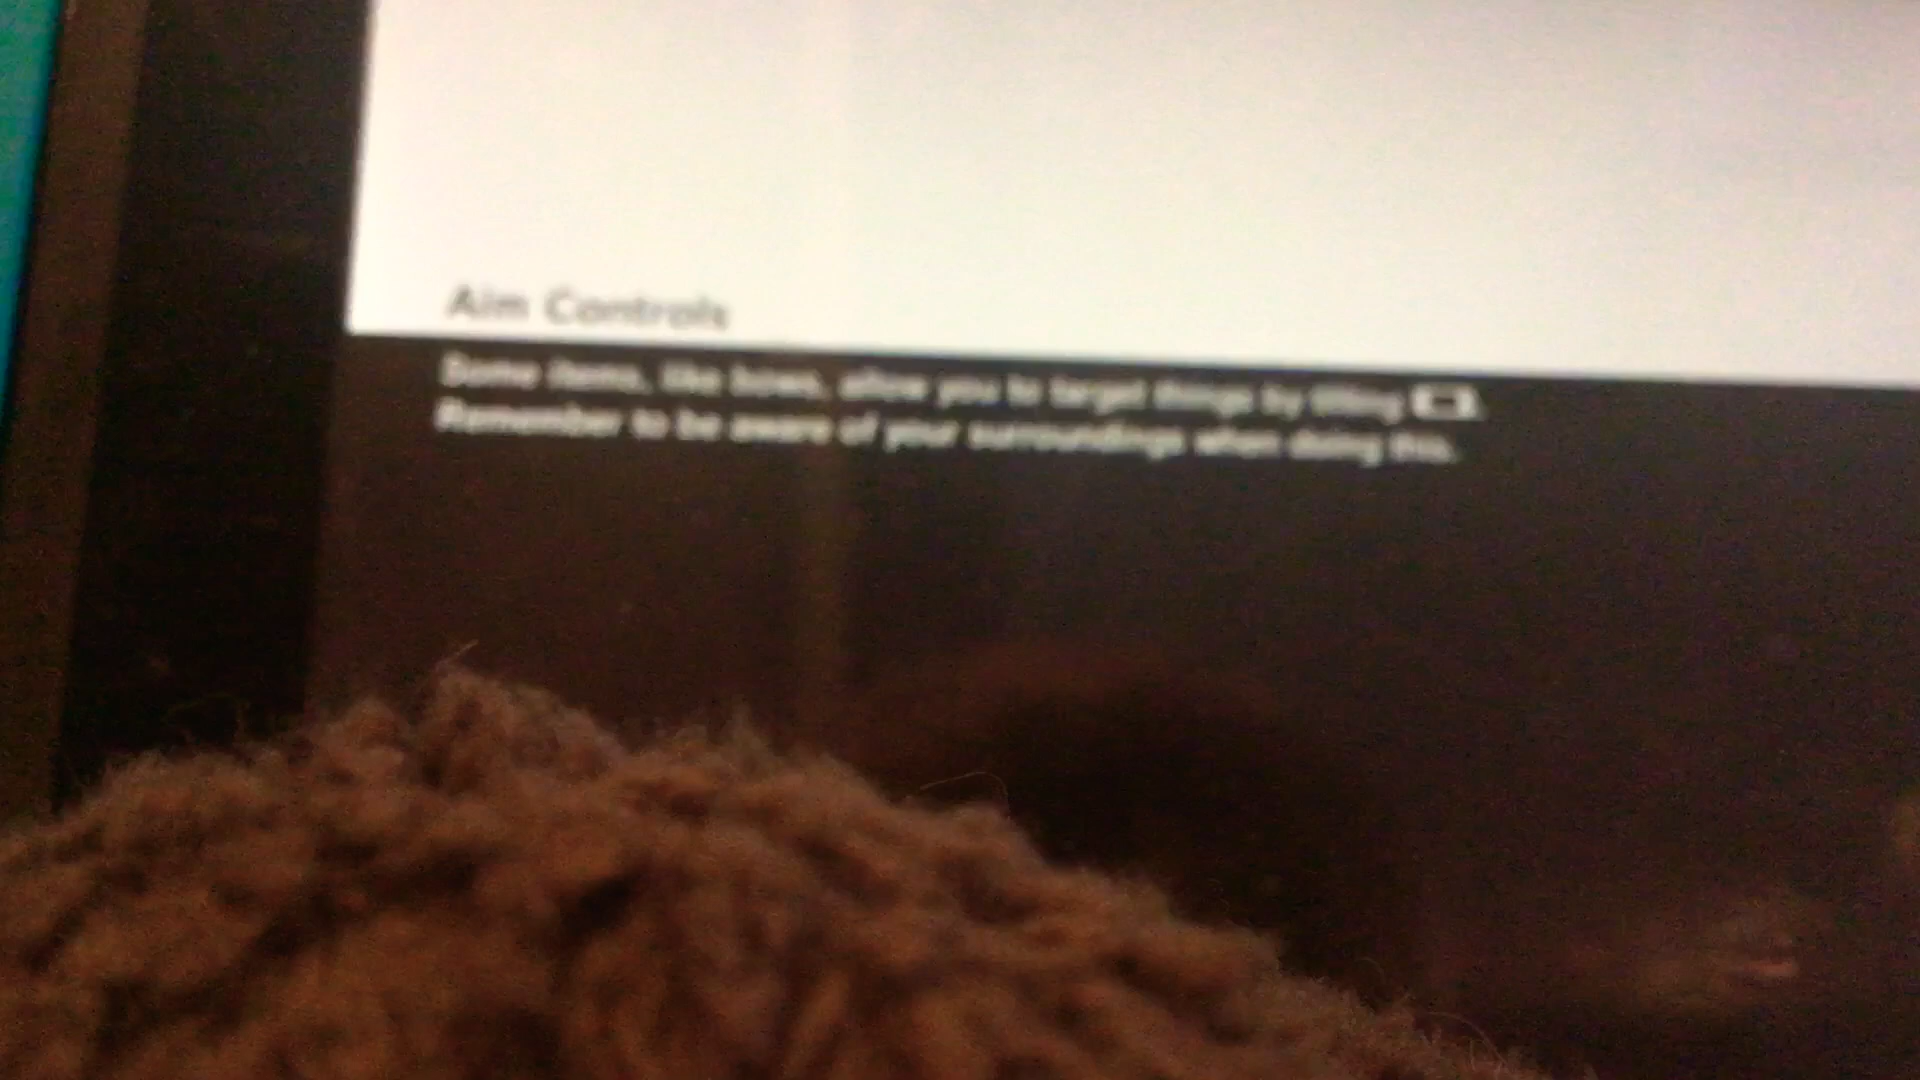 Aim Controls
Some items, like bows, allow you to target things by tilting
Remember to be aware of your surroundings when doing this.